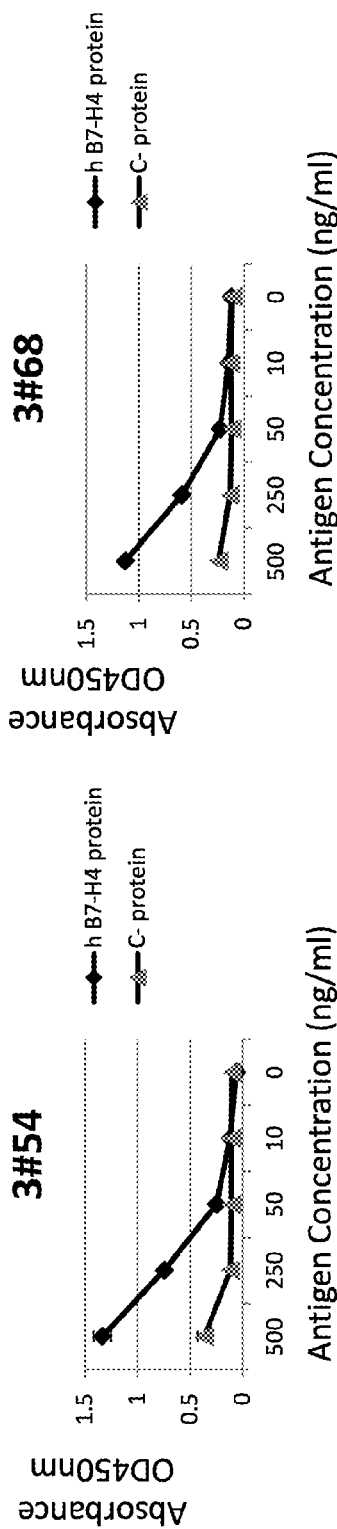 3#54
Absorbance
OD450nm
1.5
1
0.5
0
500
250
50
10
0
Antigen Concentration (ng/ml)
h B7-H4 protein
C- protein
3#68
Absorbance
OD450nm
1.5
1
0.5
0
500
250
50
10
0
Antigen Concentration (ng/ml)
h B7-H4 protein
C- protein